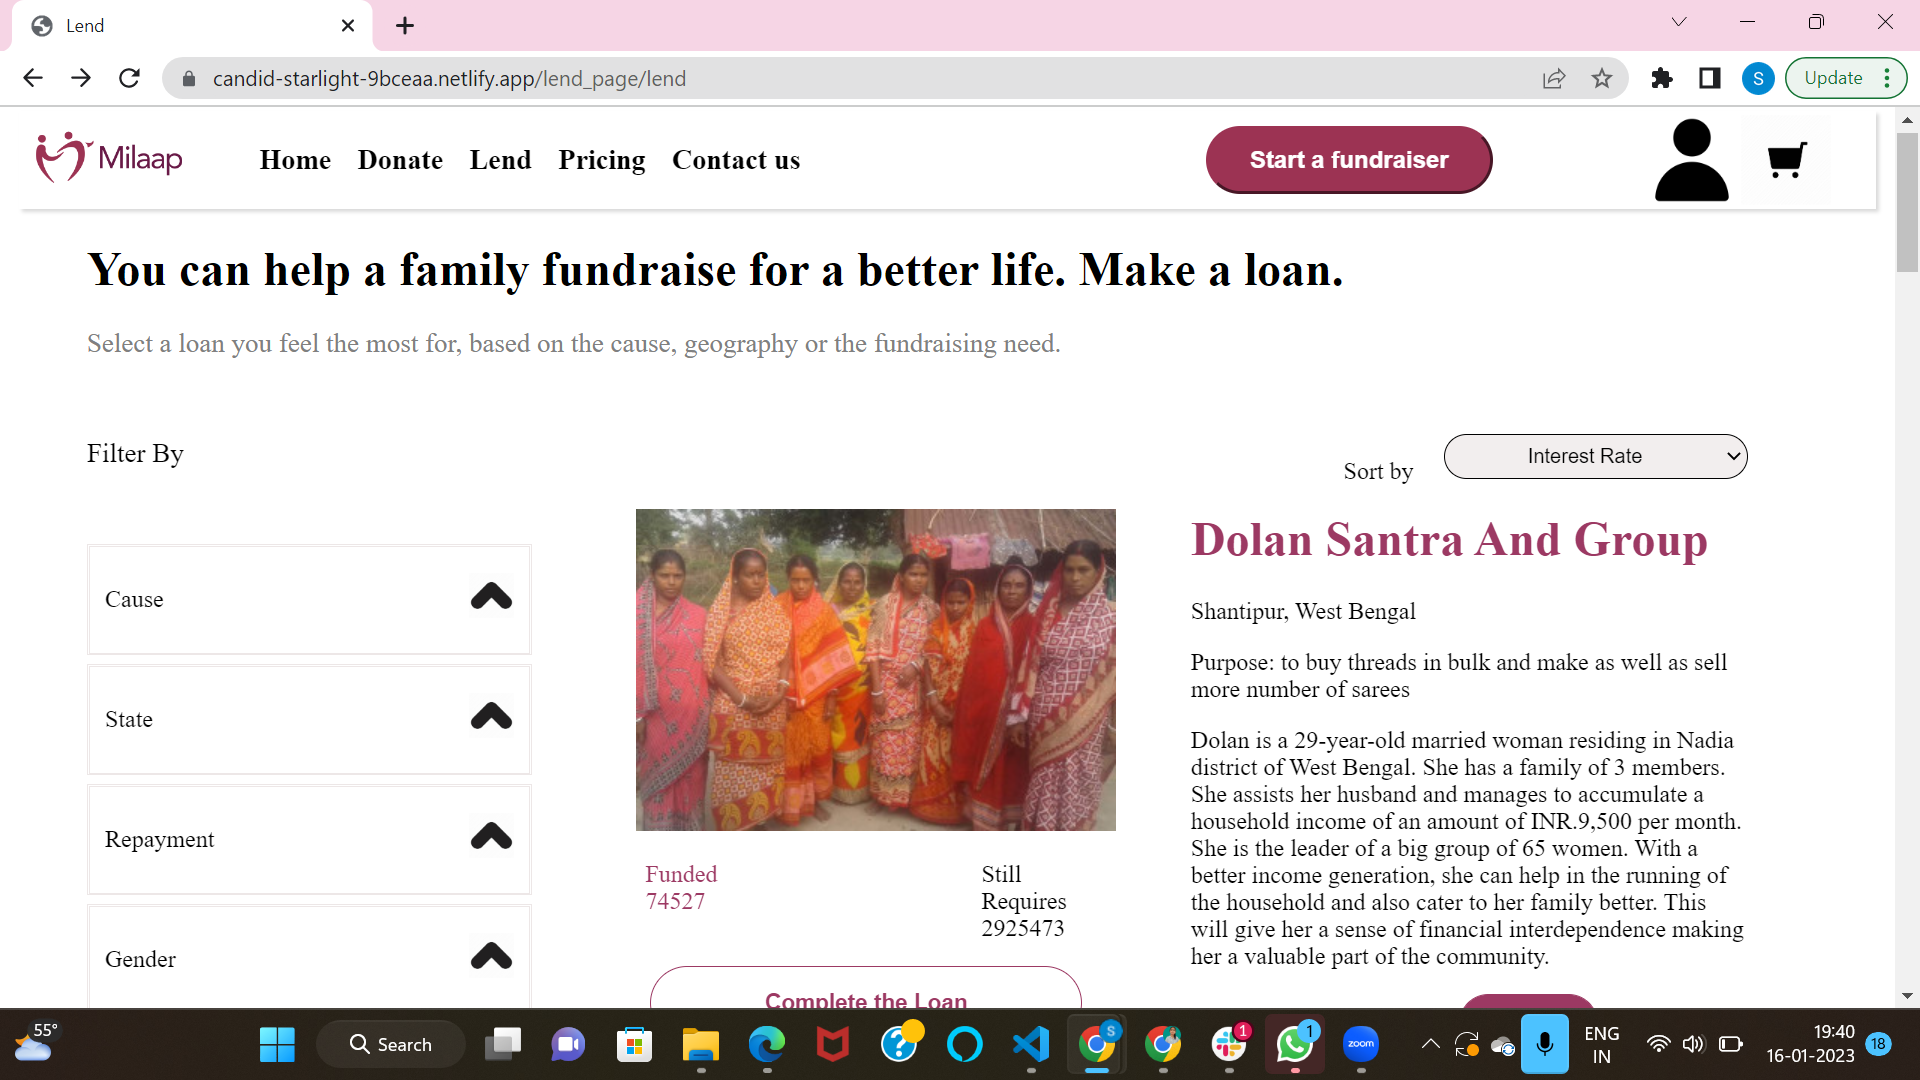 Lend
candid-starlight-9bceaa.netlify.app/lend_page/lend
S
Update
Milaap
Home Donate Lend Pricing Contact us
Start a fundraiser
You can help a family fundraise for a better life. Make a loan.
Select a loan you feel the most for, based on the cause, geography or the fundraising need.
Filter By
Sort by
Interest Rate
Cause
State
Repayment
Gender
Funded
74527
Still
Requires
2925473
Complete the Loan
Dolan Santra And Group
Shantipur, West Bengal
Purpose: to buy threads in bulk and make as well as sell
more number of sarees
Dolan is a 29-year-old married woman residing in Nadia
district of West Bengal. She has a family of 3 members.
She assists her husband and manages to accumulate a
household income of an amount of INR.9,500 per month.
She is the leader of a big group of 65 women. With a
better income generation, she can help in the running of
the household and also cater to her family better. This
will give her a sense of financial interdependence making
her a valuable part of the community.
55°
Search
S
1
1
zoom
ENG
IN
19:40
16-01-2023
18